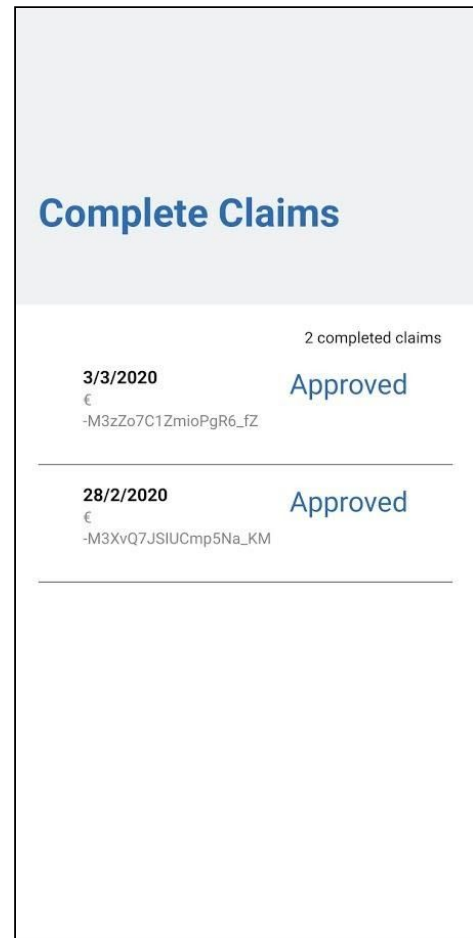 Complete Claims
2 completed claims
3/3/2020
Approved
€
-M3zZo7C1ZmioPgR6_fZ
28/2/2020
Approved
€
-M3XvQ7JSIUCmp5Na_KM